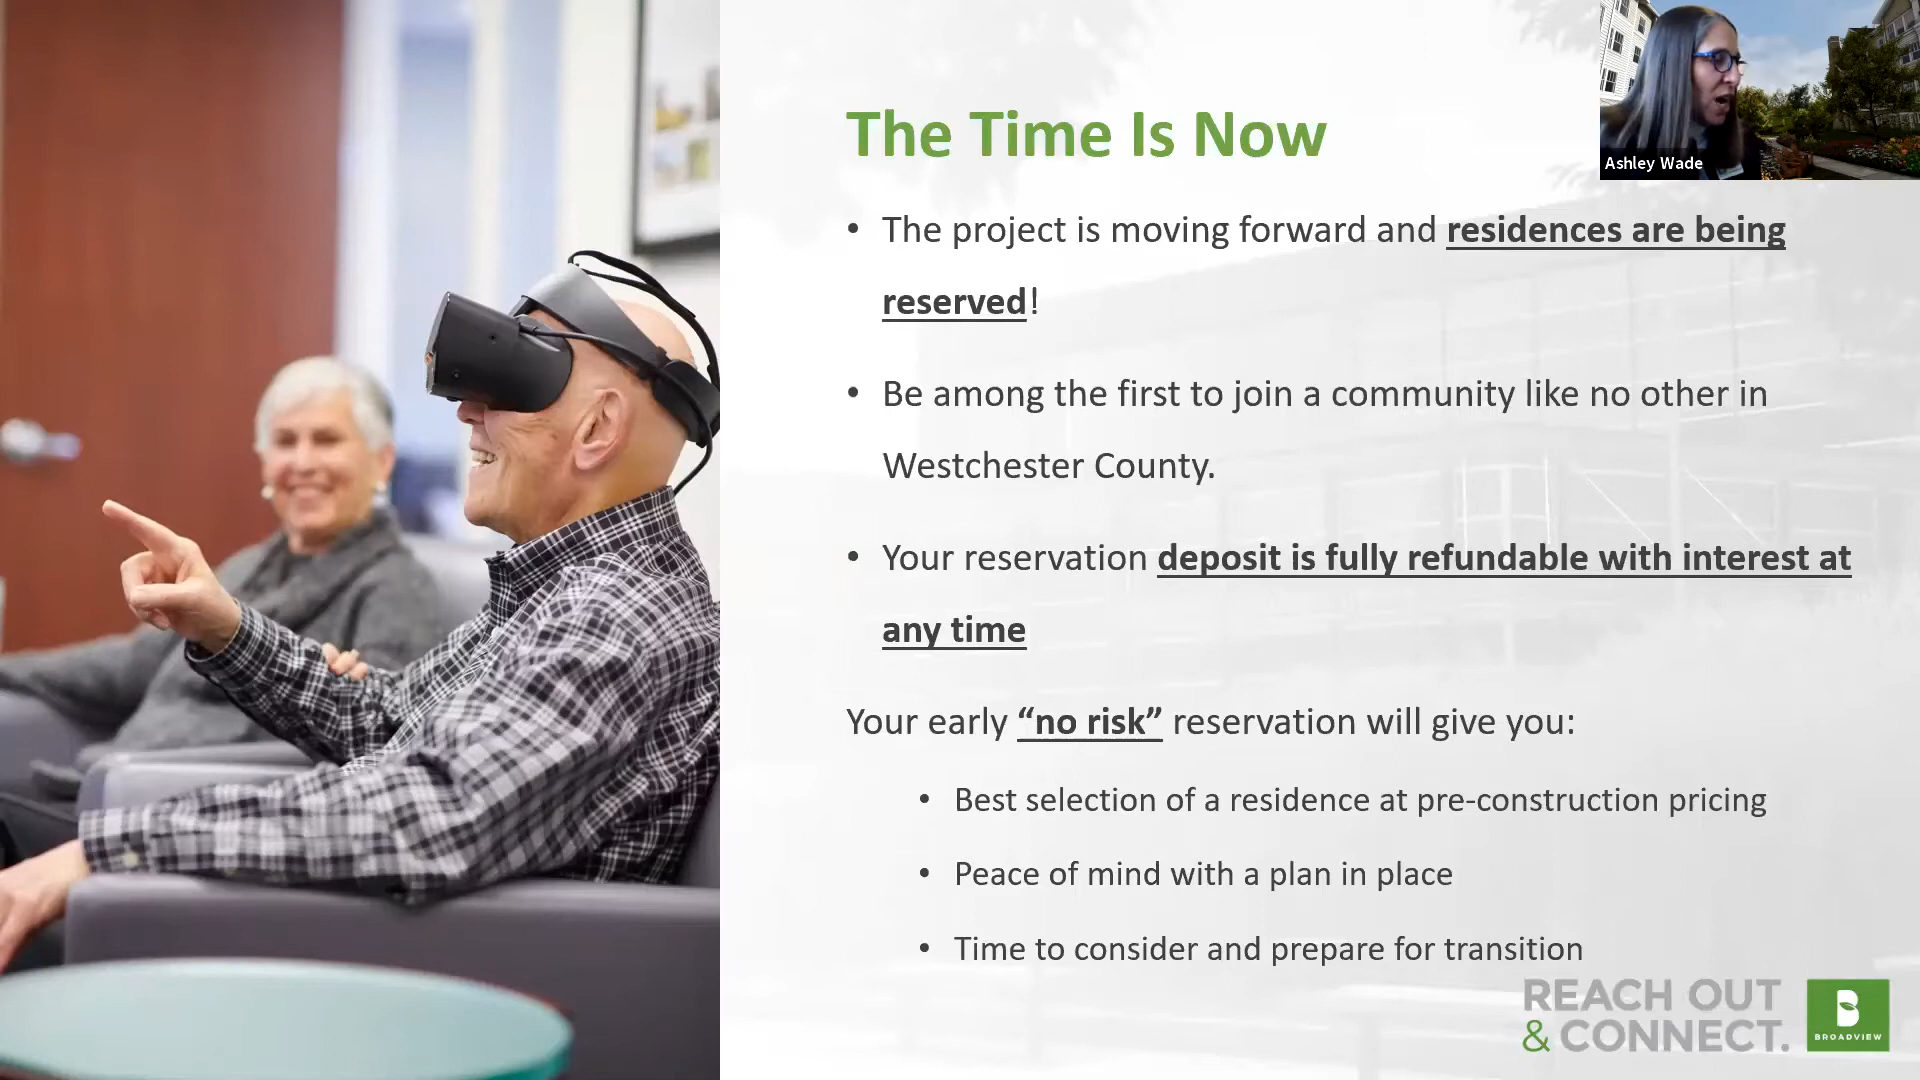 Ashley Wade
The Time Is Now
• The project is moving forward and residences are being
reserved!
• Be among the first to join a community like no other in
Westchester County.
• Your reservation deposit is fully refundable with interest at
any time
Your early “no risk” reservation will give you:
• Best selection of a residence at pre-construction pricing
• Peace of mind with a plan in place
• Time to consider and prepare for transition
REACH OUT
& CONNECT.
B
BROADVIEW